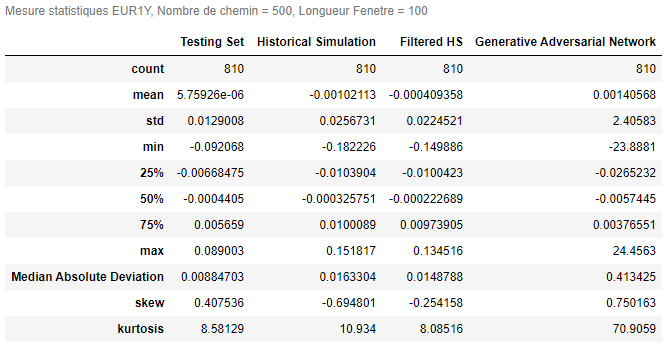 Mesure statistiques EUR1Y, Nombre de chemin = 500, Longueur Fenetre = 100
Testing Set Historical Simulation Filtered HS Generative Adversarial Network
count 810 810 810 810
mean 5.75926e-06 -0.00102113 -0.000409358 0.00140568
std 0.0129008 0.0256731 0.0224521 2.40583
min -0.092068 -0.182226 -0.149886 -23.8881
25% -0.00668475 -0.0103904 -0.0100423 -0.0265232
50% -0.0004405 -0.000325751 -0.000222689 -0.0057445
75% 0.005659 0.0100089 0.00973905 0.00376551
max 0.089003 0.151817 0.134516 24.4563
Median Absolute Deviation 0.00884703 0.0163304 0.0148788 0.413425
skew 0.407536 -0.694801 -0.254158 0.750163
kurtosis 8.58129 10.934 8.08516 70.9059